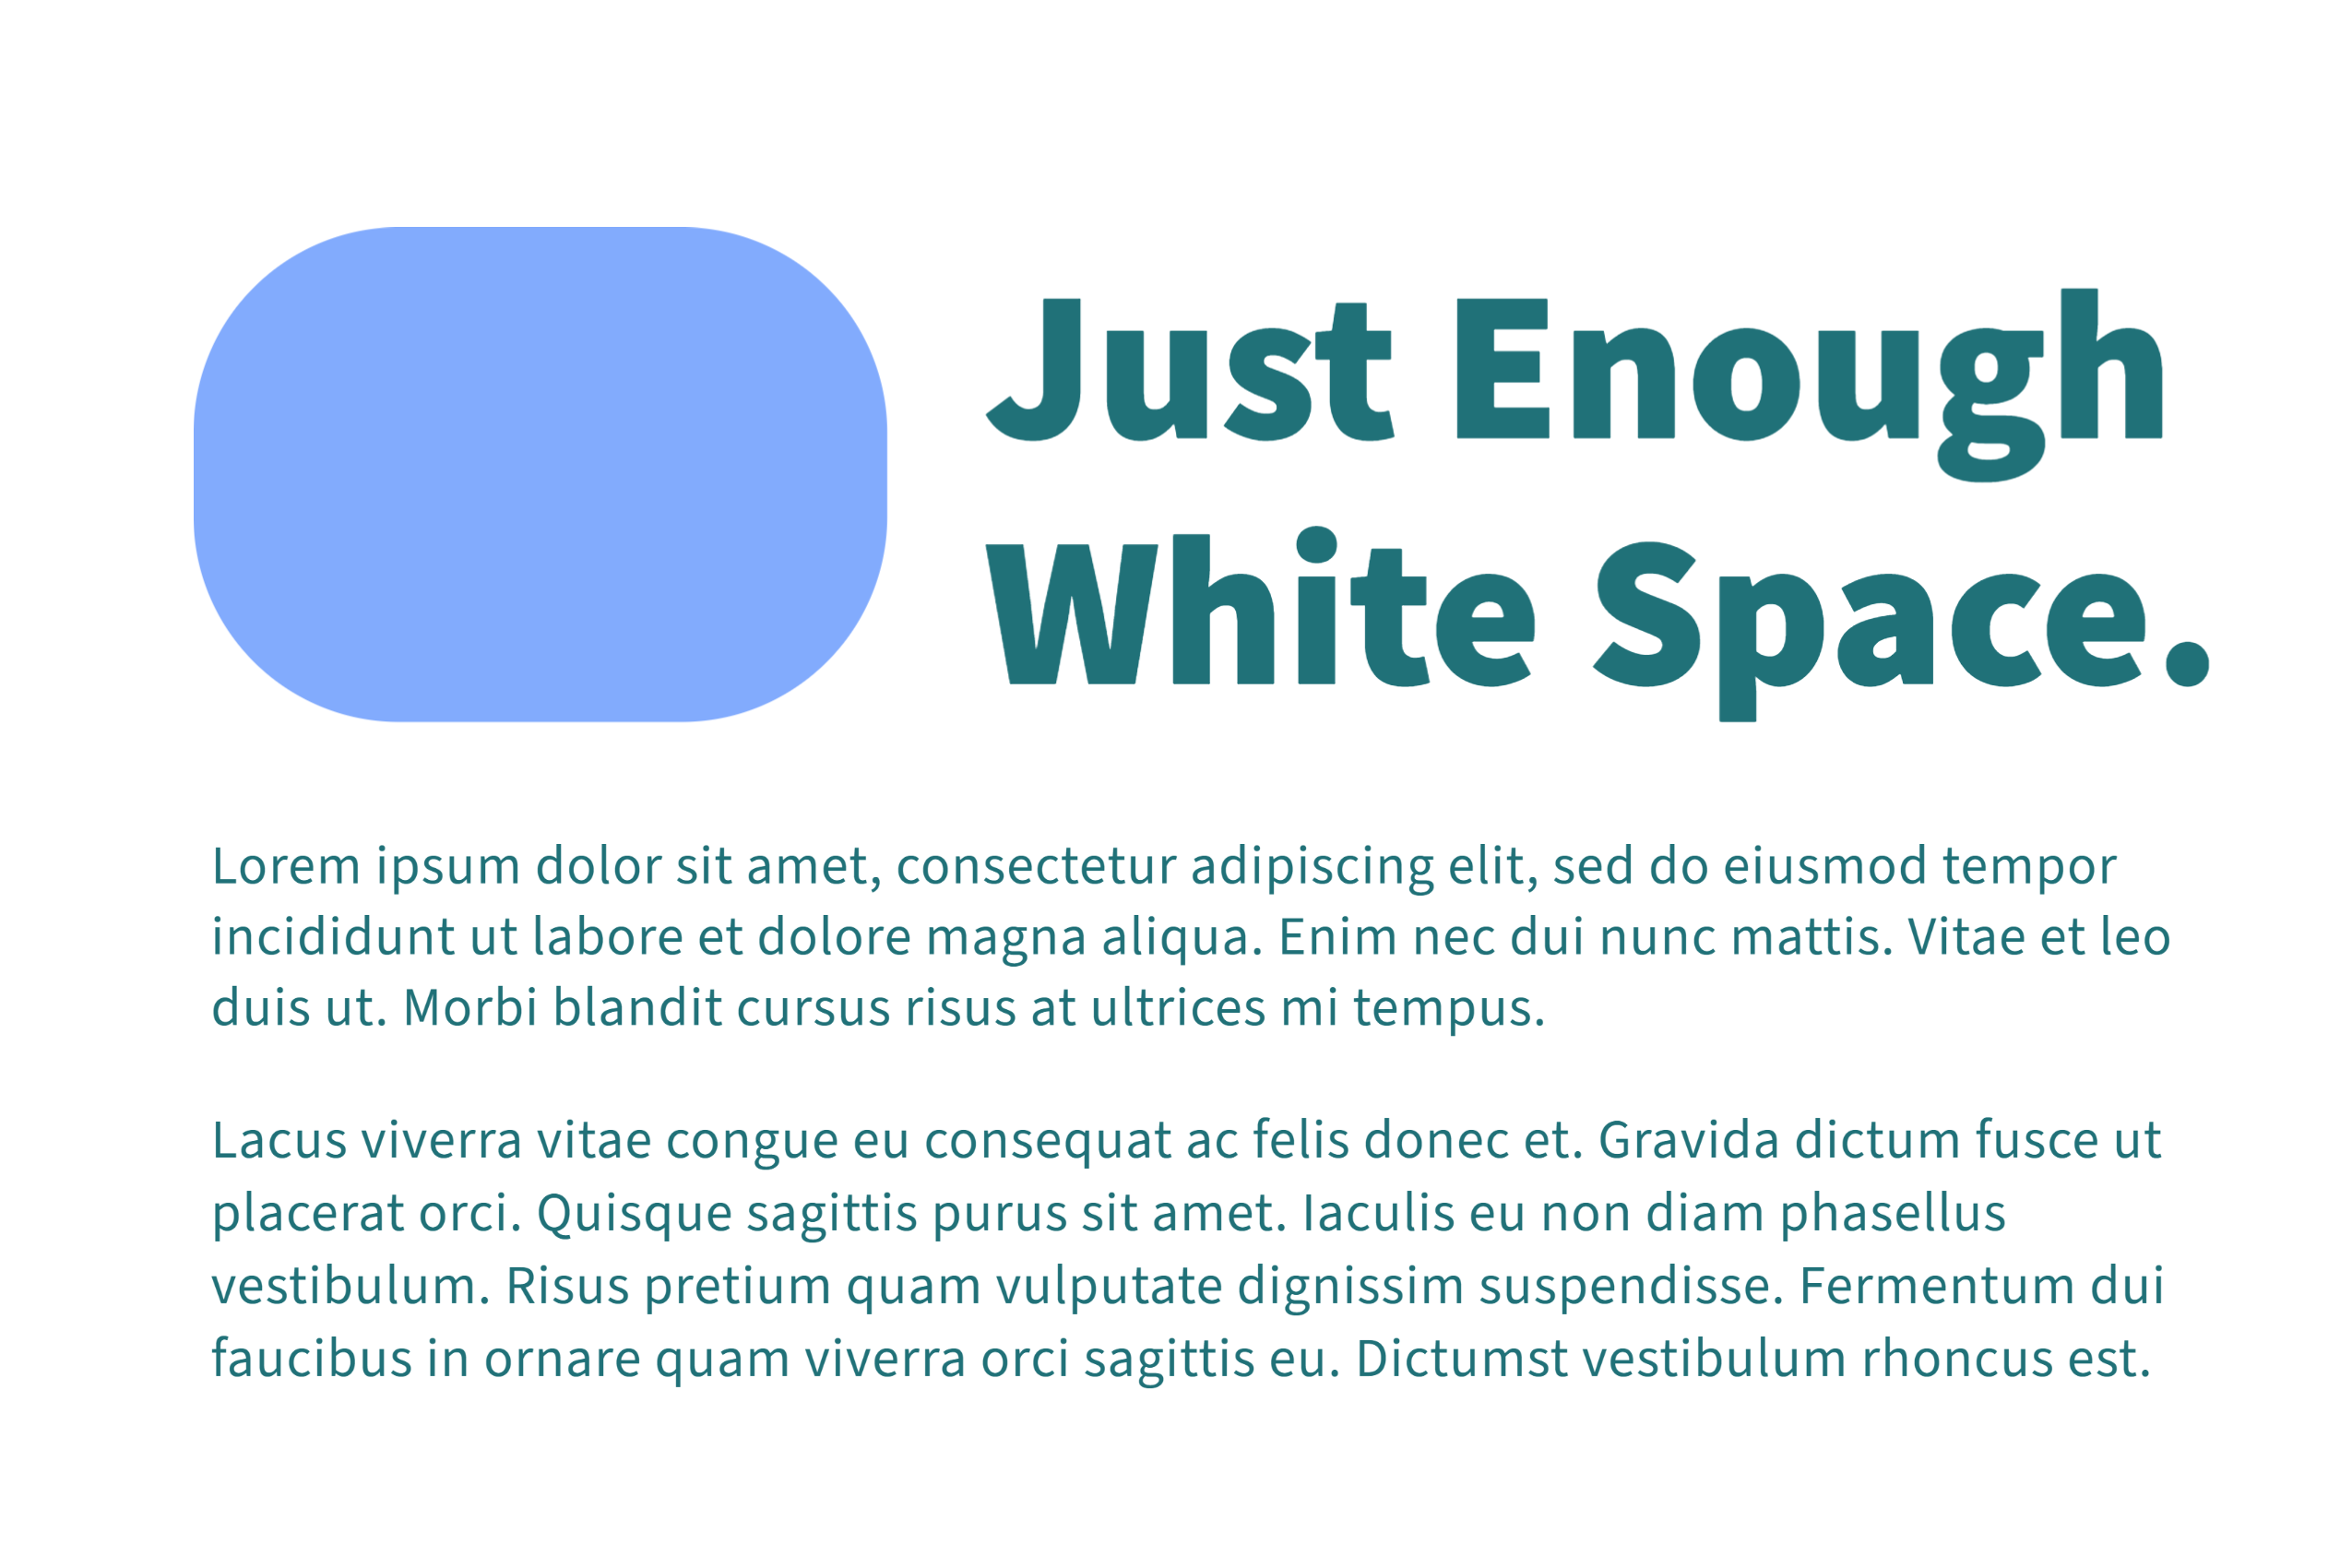 Just Enough
White Space.
Lorem ipsum dolor sit amet, consectetur adipiscing elit, sed do eiusmod tempor
incididunt ut labore et dolore magna aliqua. Enim nec dui nunc mattis. Vitae et leo
duis ut. Morbi blandit cursus risus at ultrices mi tempus.
Lacus viverra vitae congue eu consequat ac felis donec et. Gravida dictum fusce ut
placerat orci. Quisque sagittis purus sit amet. Iaculis eu non diam phasellus
vestibulum. Risus pretium quam vulputate dignissim suspendisse. Fermentum dui
faucibus in ornare quam viverra orci sagittis eu. Dictumst vestibulum rhoncus est.